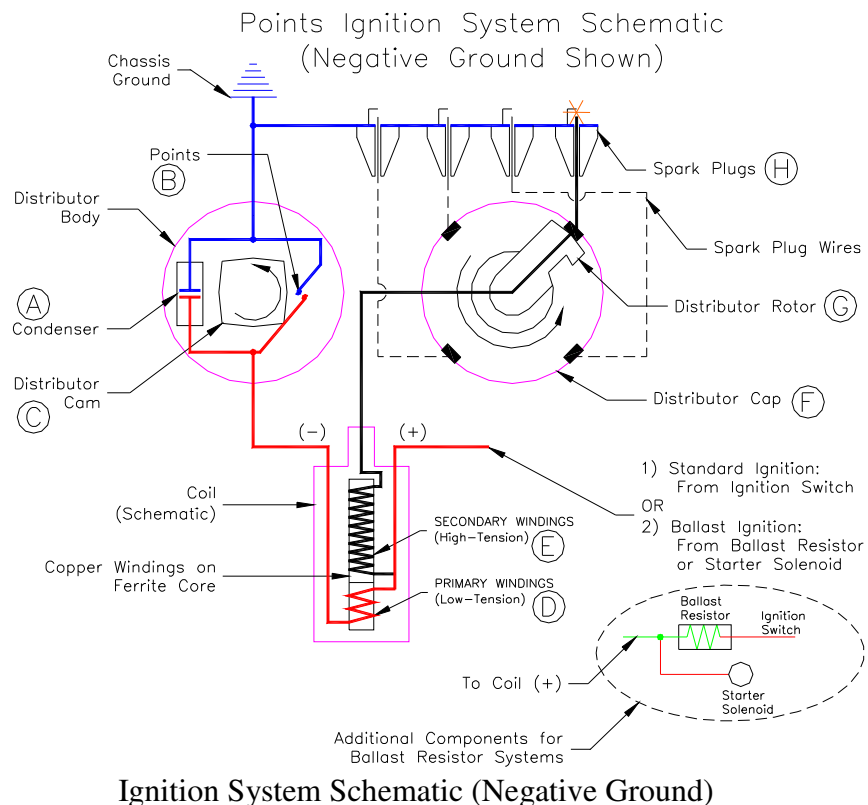 Points Ignition System Schematic
(Negative Ground Shown)
Chassis
Ground
Points
B
Spark Plugs H
Distributor
Body
Spark Plug Wires
A
Condenser
Distributor Rotor
G
Distributor
Cam
C
Distributor Cap F
(-)
(+)
1) Standard Ignition:
From Ignition Switch
OR
2) Ballast Ignition:
From Ballast Resistor
or Starter Solenoid
Coil
(Schematic)
SECONDARY WINDINGS
(High-Tension) E
Copper Windings on
Ferrite Core
PRIMARY WINDINGS
(Low-Tension) D
Ballast
Resistor
Ignition
Switch
To Coil (+)
Starter
Solenoid
Additional Components for
Ballast Resistor Systems
Ignition System Schematic (Negative Ground)